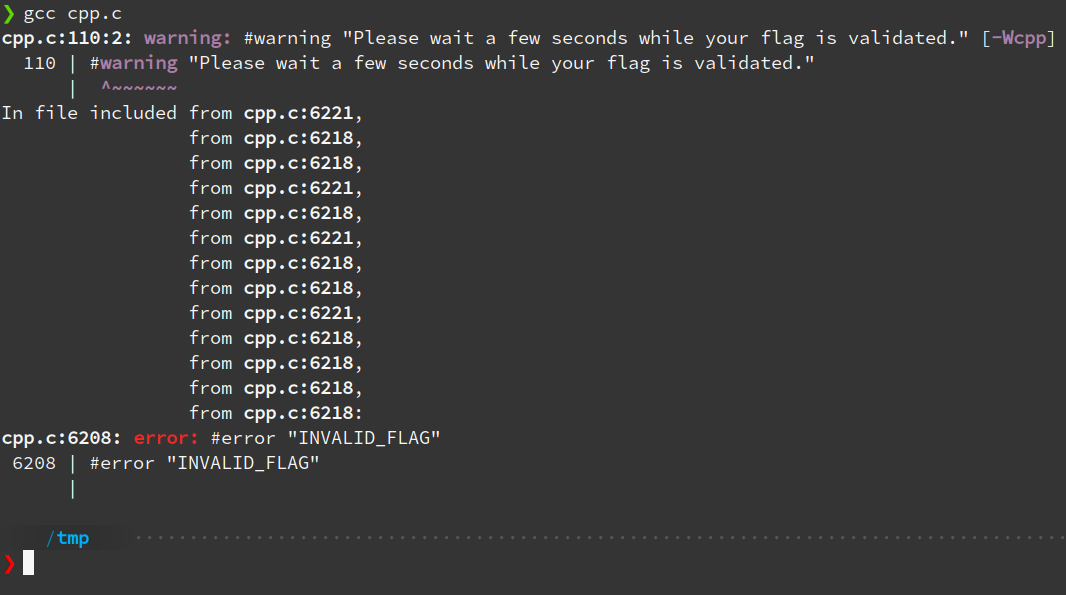 ❯ gcc cpp.c
cpp.c:110:2: warning: #warning "Please wait a few seconds while your flag is validated." [-Wcpp]
  110 | #warning "Please wait a few seconds while your flag is validated."
      |  ^~~~~~~
In file included from cpp.c:6221,
                 from cpp.c:6218,
                 from cpp.c:6218,
                 from cpp.c:6221,
                 from cpp.c:6218,
                 from cpp.c:6221,
                 from cpp.c:6218,
                 from cpp.c:6218,
                 from cpp.c:6221,
                 from cpp.c:6218,
                 from cpp.c:6218,
                 from cpp.c:6218,
                 from cpp.c:6218:
cpp.c:6208: error: #error "INVALID_FLAG"
 6208 | #error "INVALID_FLAG"
      |
/tmp
❯